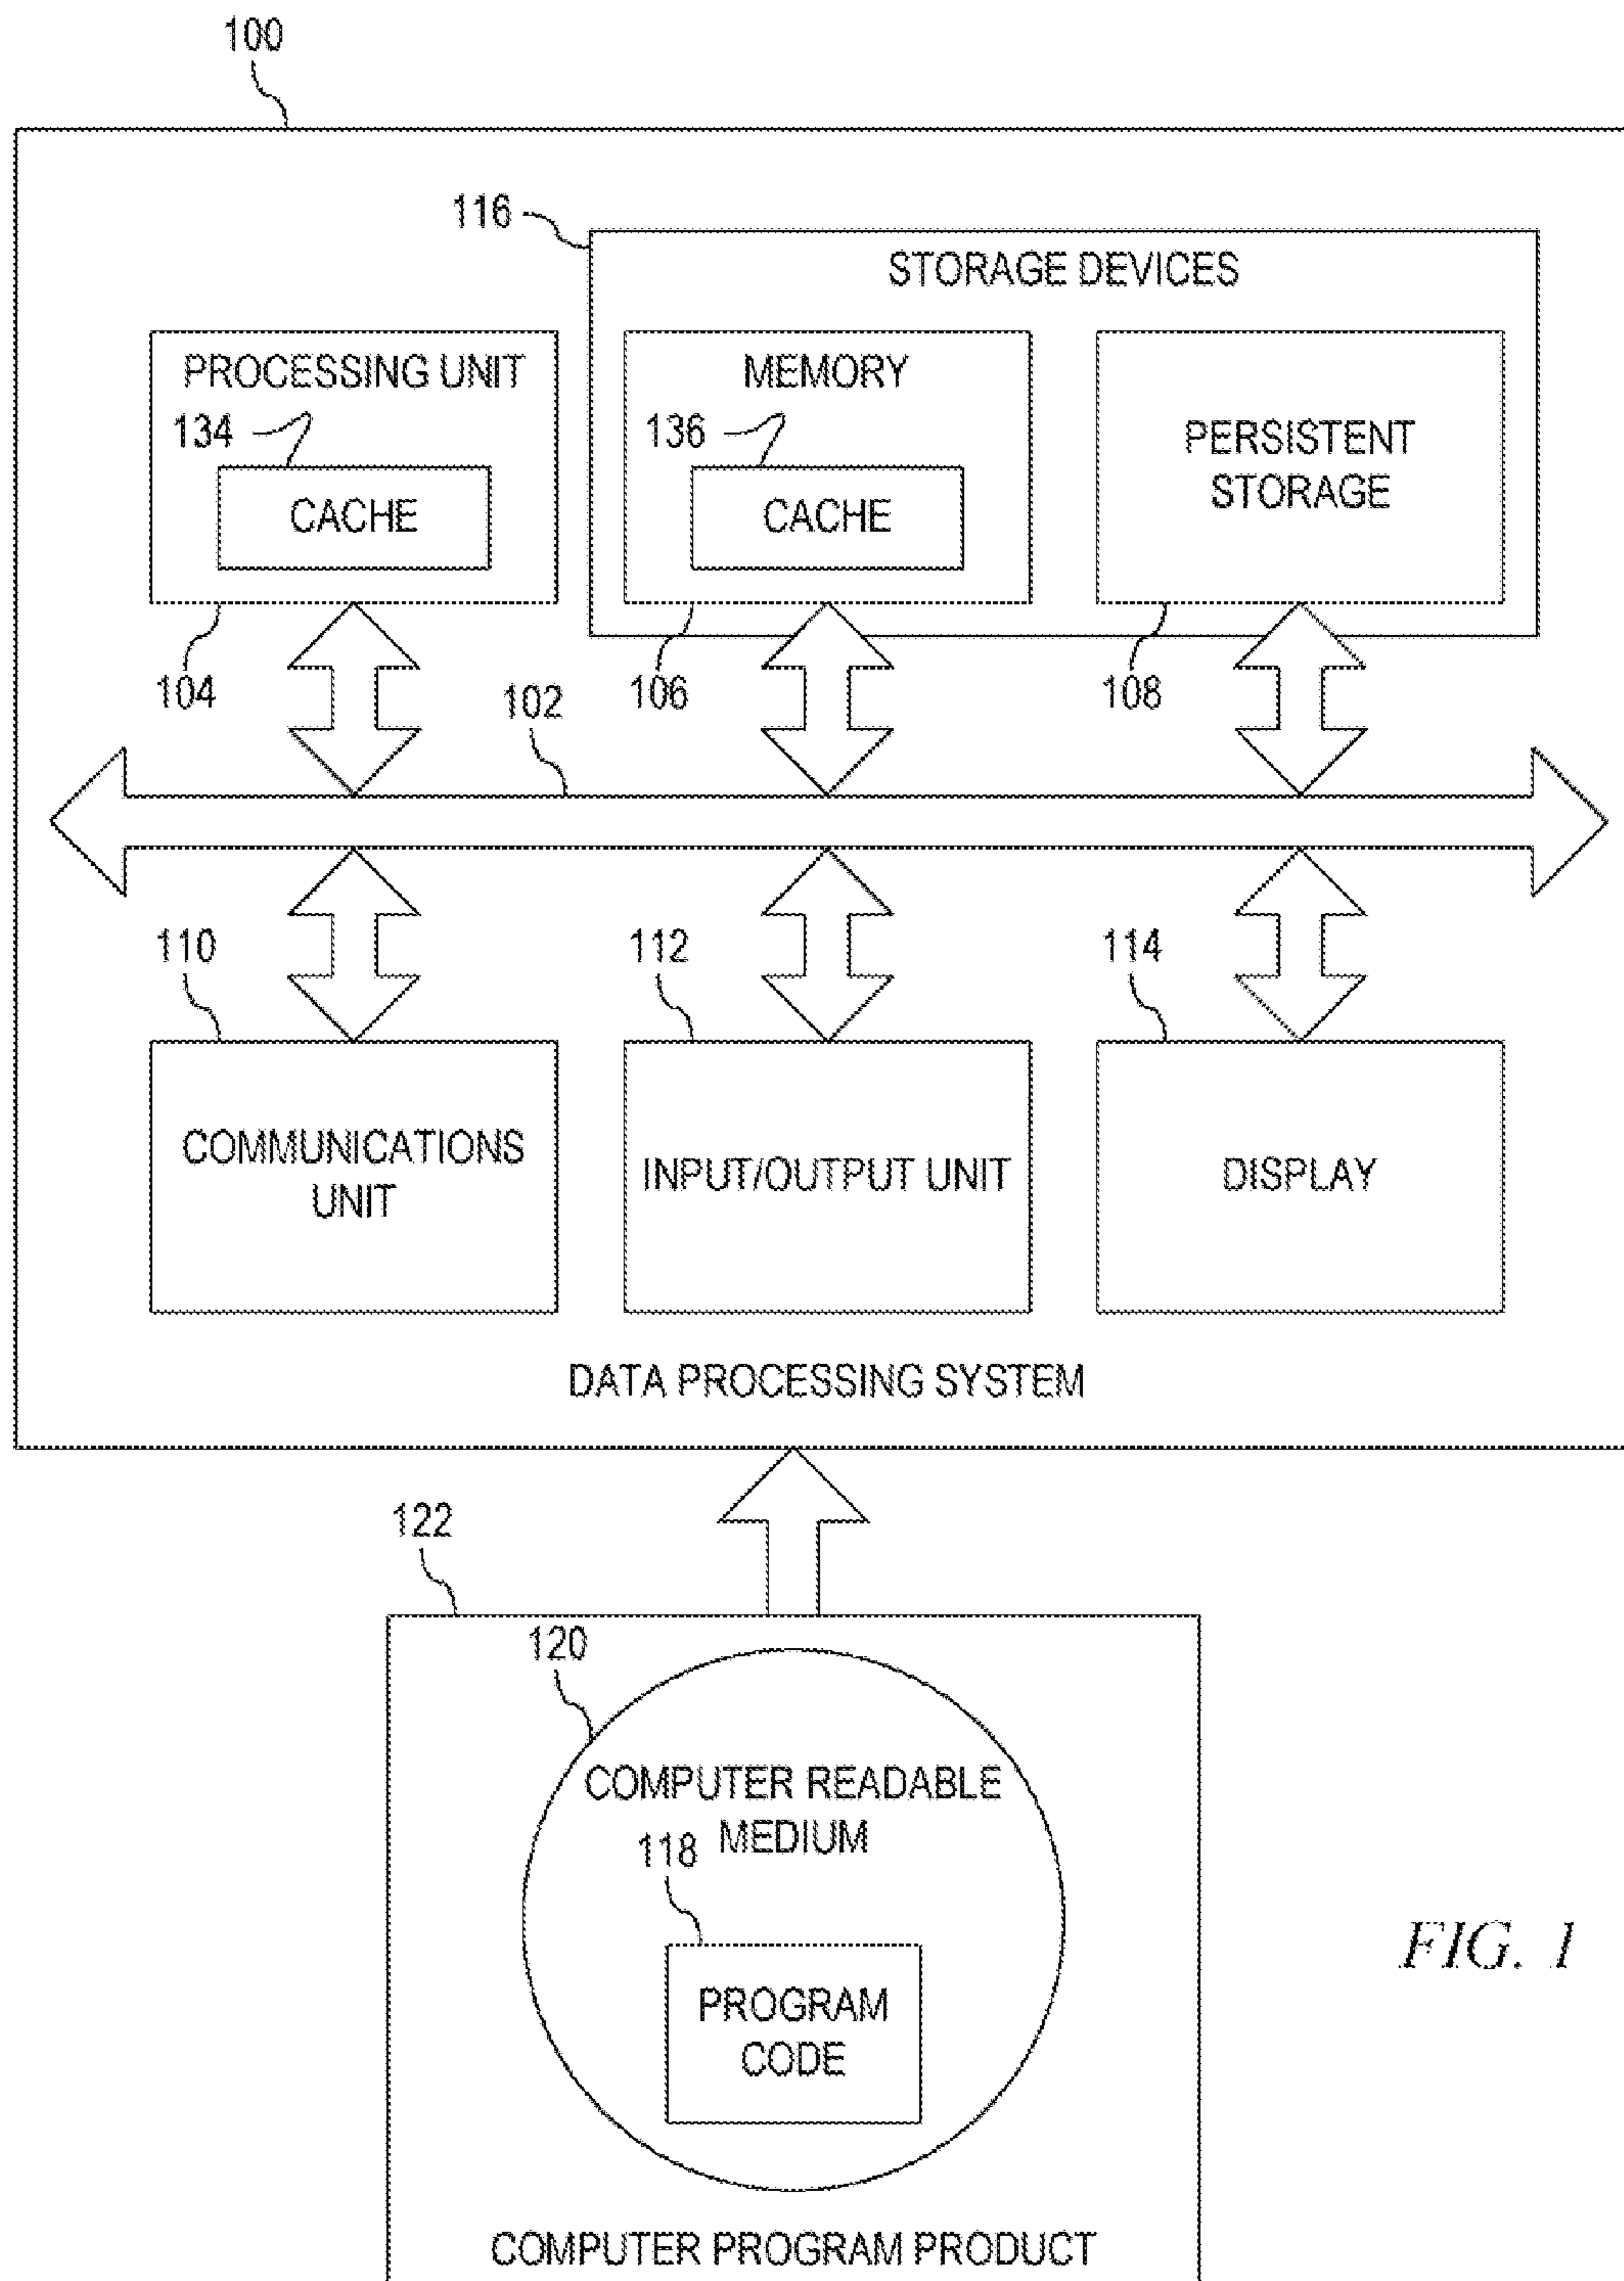 100
116
STORAGE DEVICES
PROCESSING UNIT
134
CACHE
MEMORY
136
CACHE
PERSISTENT
STORAGE
104
106
108
102
110
112
114
COMMUNICATIONS
UNIT
INPUT/OUTPUT UNIT
DISPLAY
DATA PROCESSING SYSTEM
122
120
COMPUTER READABLE
MEDIUM
118
PROGRAM
CODE
COMPUTER PROGRAM PRODUCT
FIG. 1